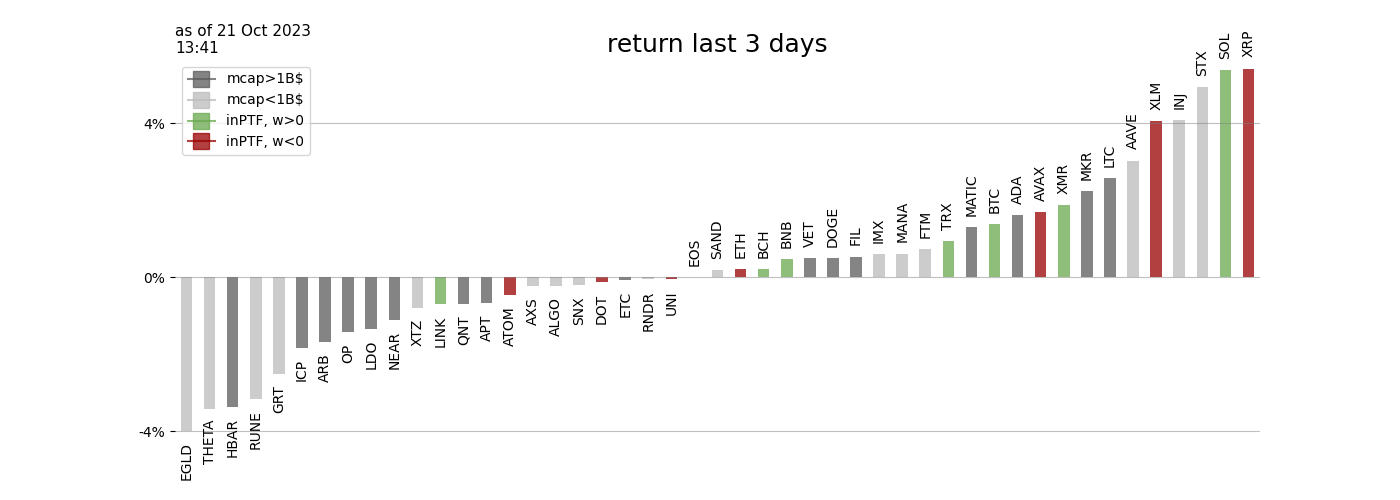 as of 21 Oct 2023
13:41
return last 3 days
mcap>1B$
mcap<1B$
inPTF, w>0
inPTF, w<0
4%
0%
-4%
EGLD
THETA
HBAR
RUNE
GRT
ICP
ARB
OP
LDO
NEAR
XTZ
LINK
QNT
APT
ATOM
AXS
ALGO
SNX
DOT
ETC
RNDR
UNI
EOS
SAND
ETH
BCH
BNB
VET
DOGE
FIL
IMX
MANA
FTM
TRX
MATIC
BTC
ADA
AVAX
XMR
MKR
LTC
AAVE
XLM
INJ
STX
SOL
XRP